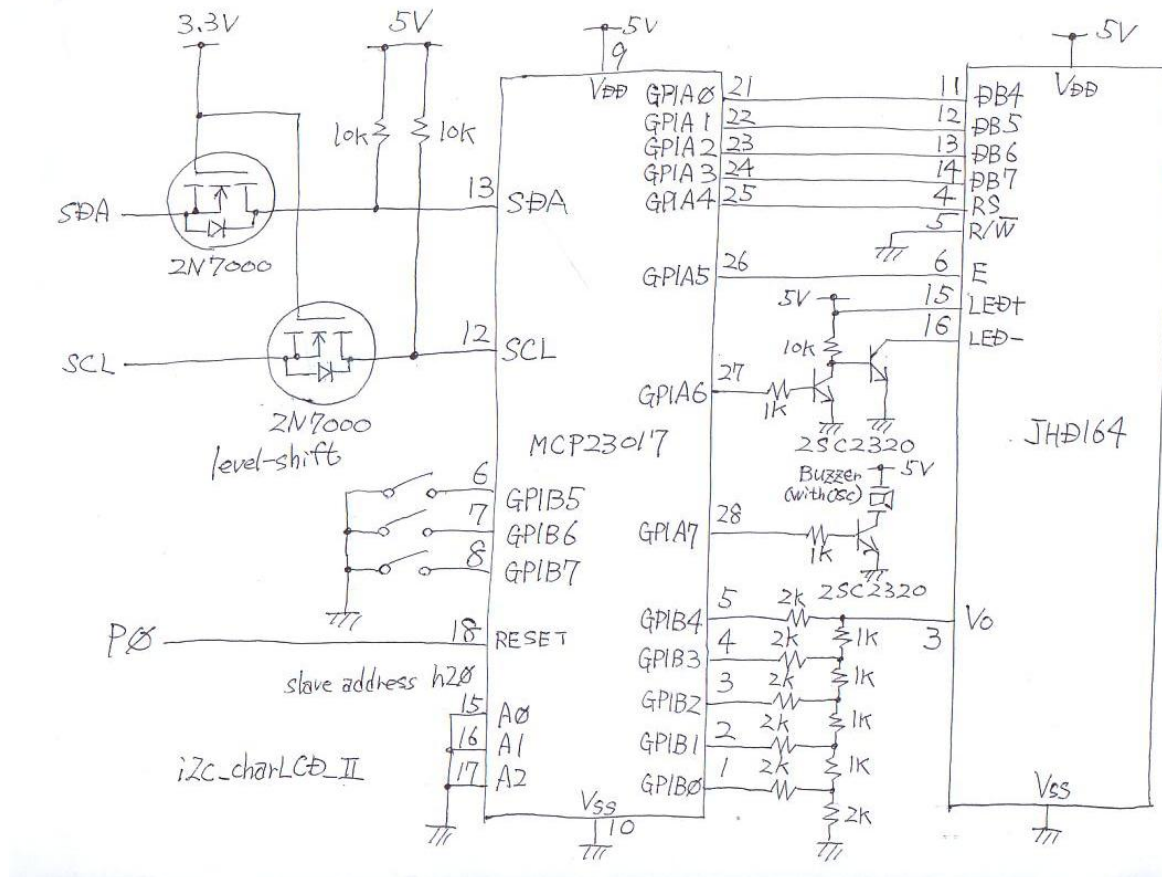 3.3V
5V
5V
5V
9
VDD
VDD
10k
10k
GPIA0
21
11
DB4
GPIA1
22
12
DB5
GPIA2
23
13
DB6
GPIA3
24
14
DB7
GPIA4
25
4
RS
5
R/W̅
SDA
13
SDA
2N7000
GPIA5
26
6
E
5V
15
LED+
16
LED-
10k
SCL
12
SCL
2N7000
level-shift
GPIA6
27
1k
2SC2320
MCP23017
JHD164
6
GPIB5
7
GPIB6
8
GPIB7
Buzzer
(with OSC)
5V
GPIA7
28
1k
2SC2320
PØ
18
RESET
slave address h20
GPIB4
5
2k
3
Vo
1k
GPIB3
4
2k
1k
GPIB2
3
2k
1k
GPIB1
2
2k
1k
GPIB0
1
2k
2k
15
A0
16
A1
17
A2
i2c_charLCD_II
Vss
10
Vss